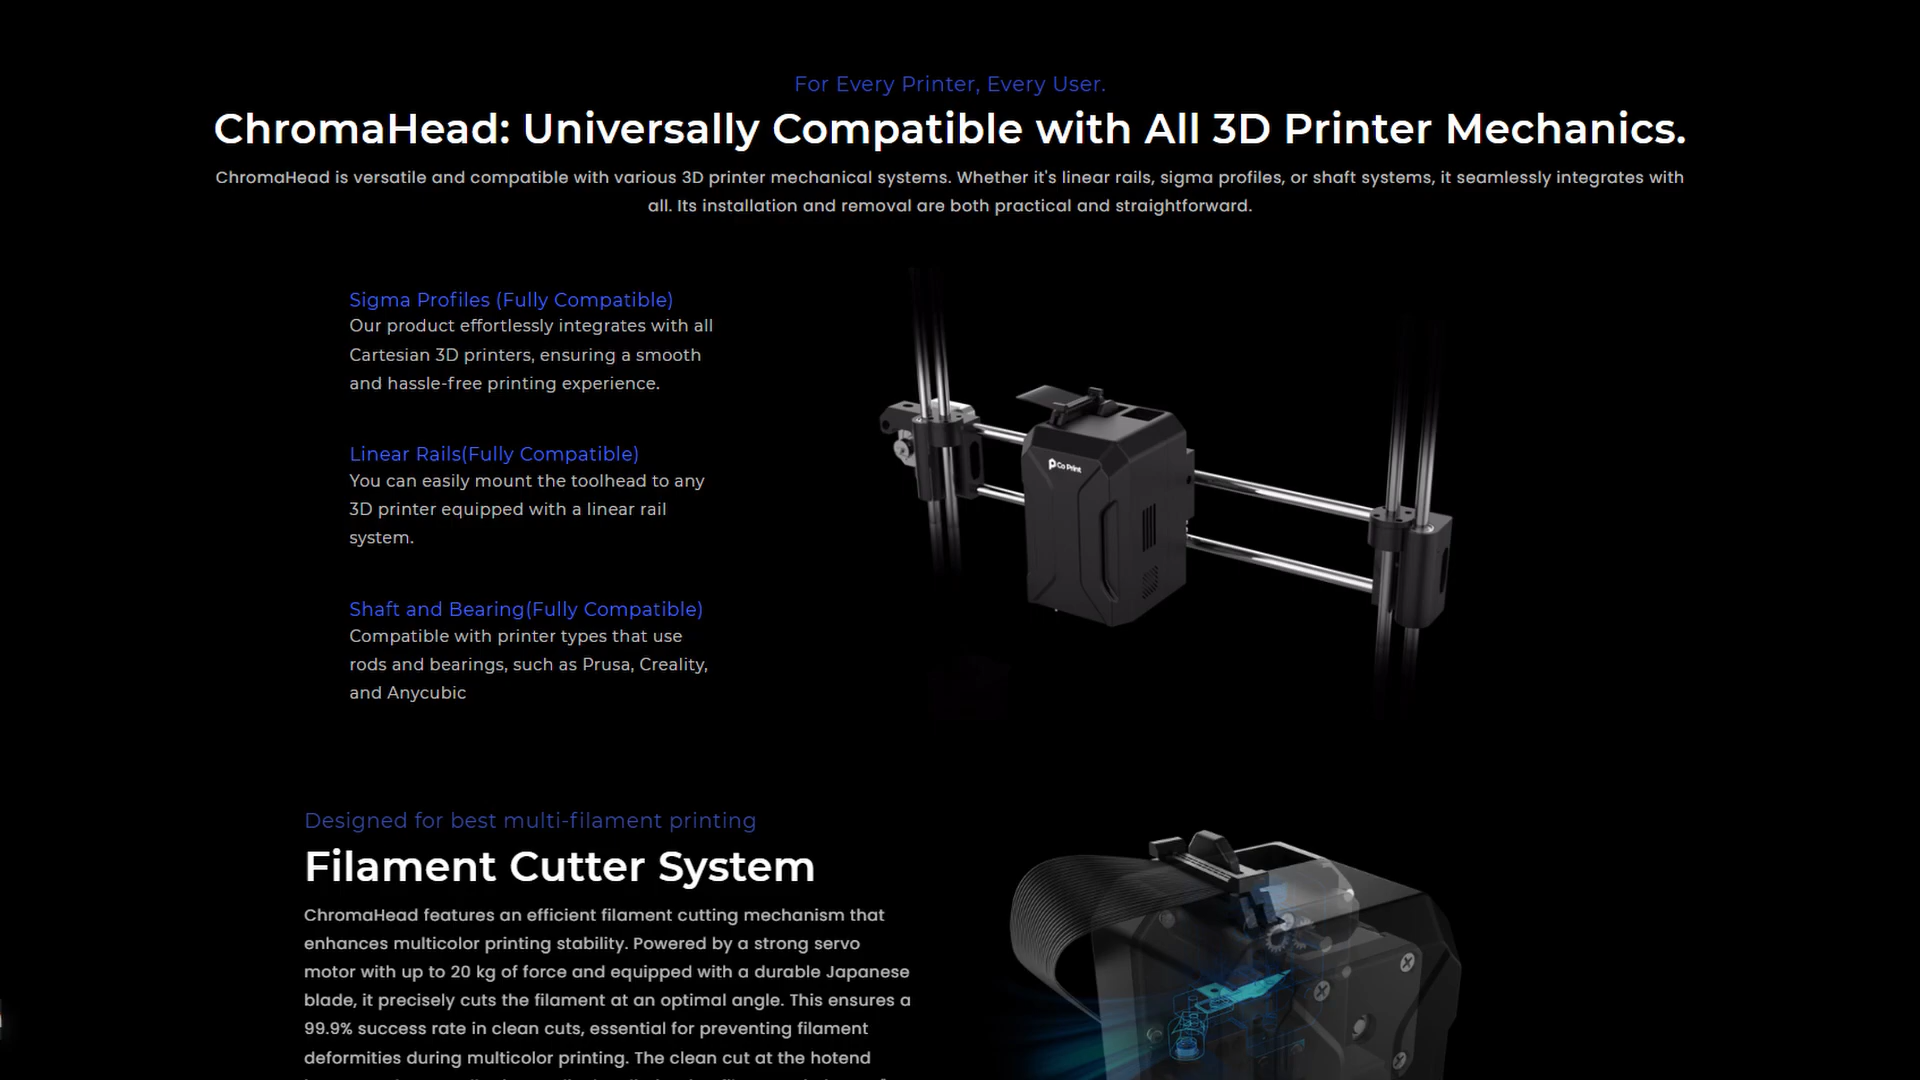 For Every Printer, Every User.
ChromaHead: Universally Compatible with All 3D Printer Mechanics.
ChromaHead is versatile and compatible with various 3D printer mechanical systems. Whether it's linear rails, sigma profiles, or shaft systems, it seamlessly integrates with
all. Its installation and removal are both practical and straightforward.
Sigma Profiles (Fully Compatible)
Our product effortlessly integrates with all
Cartesian 3D printers, ensuring a smooth
and hassle-free printing experience.
Linear Rails(Fully Compatible)
You can easily mount the toolhead to any
3D printer equipped with a linear rail
system.
Shaft and Bearing(Fully Compatible)
Compatible with printer types that use
rods and bearings, such as Prusa, Creality,
and Anycubic
Co Print
Designed for best multi-filament printing
Filament Cutter System
ChromaHead features an efficient filament cutting mechanism that
enhances multicolor printing stability. Powered by a strong servo
motor with up to 20 kg of force and equipped with a durable Japanese
blade, it precisely cuts the filament at an optimal angle. This ensures a
99.9% success rate in clean cuts, essential for preventing filament
deformities during multicolor printing. The clean cut at the hotend